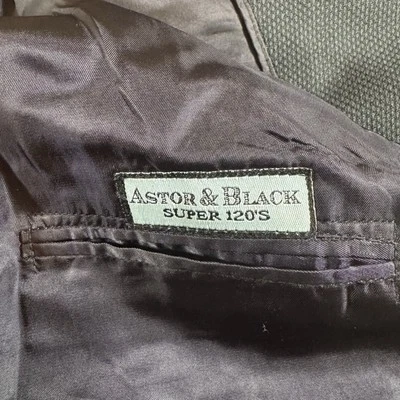 ASTOR & BLACK
SUPER 120'S